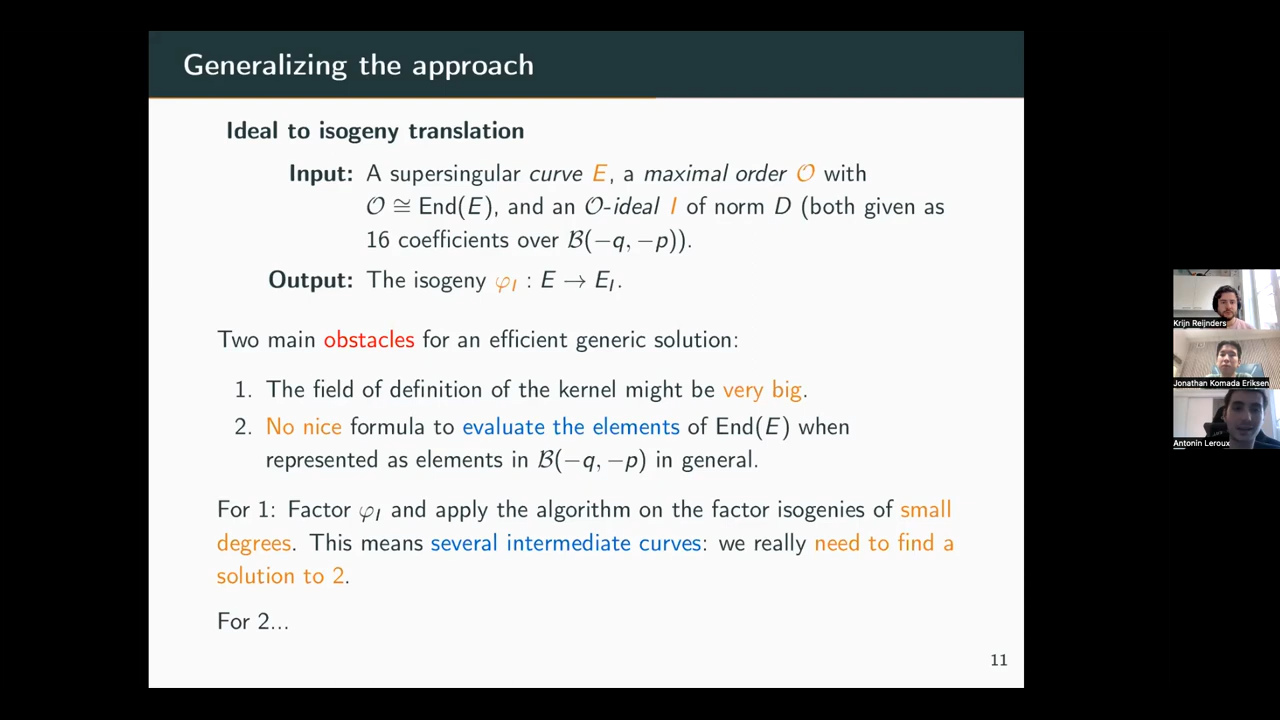 Generalizing the approach
Ideal to isogeny translation
Input: A supersingular curve E, a maximal order 𝒪 with
𝒪 ≅ End(E), and an 𝒪-ideal I of norm D (both given as
16 coefficients over ℬ(−q, −p)).
Output: The isogeny φ_I : E → E_I.
Two main obstacles for an efficient generic solution:
1. The field of definition of the kernel might be very big.
2. No nice formula to evaluate the elements of End(E) when
represented as elements in ℬ(−q, −p) in general.
For 1: Factor φ_I and apply the algorithm on the factor isogenies of small
degrees. This means several intermediate curves: we really need to find a
solution to 2.
For 2...
11
Krijn Reijnders
Jonathan Komada Eriksen
Antonin Leroux